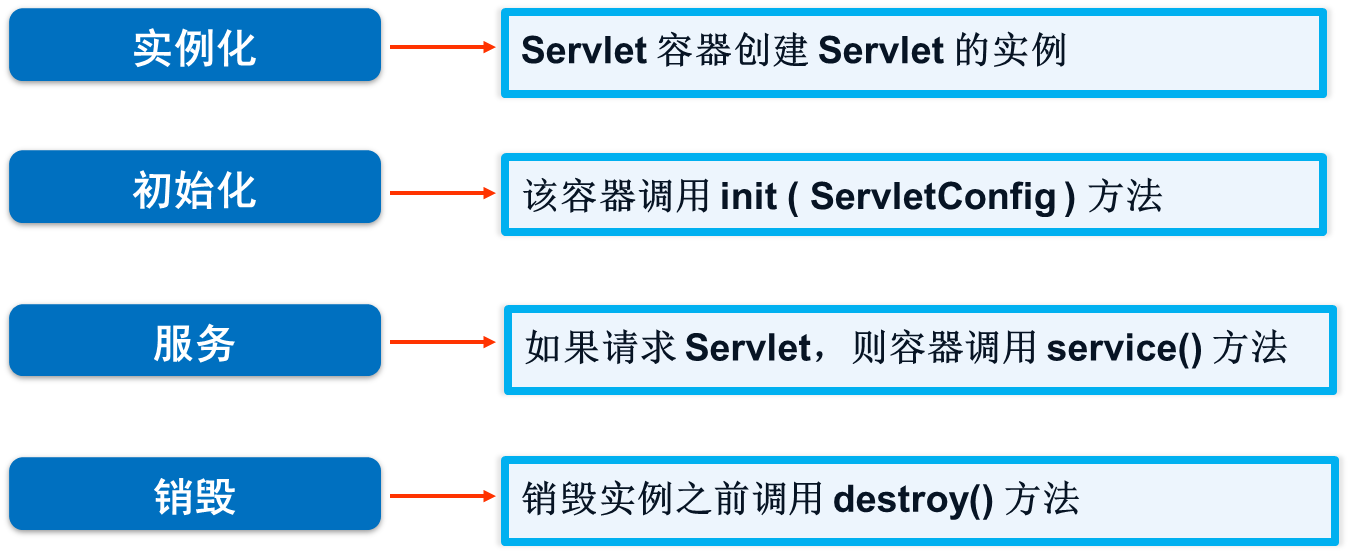 实例化
Servlet 容器创建 Servlet 的实例
初始化
该容器调用 init ( ServletConfig ) 方法
服务
如果请求 Servlet，则容器调用 service() 方法
销毁
销毁实例之前调用 destroy() 方法